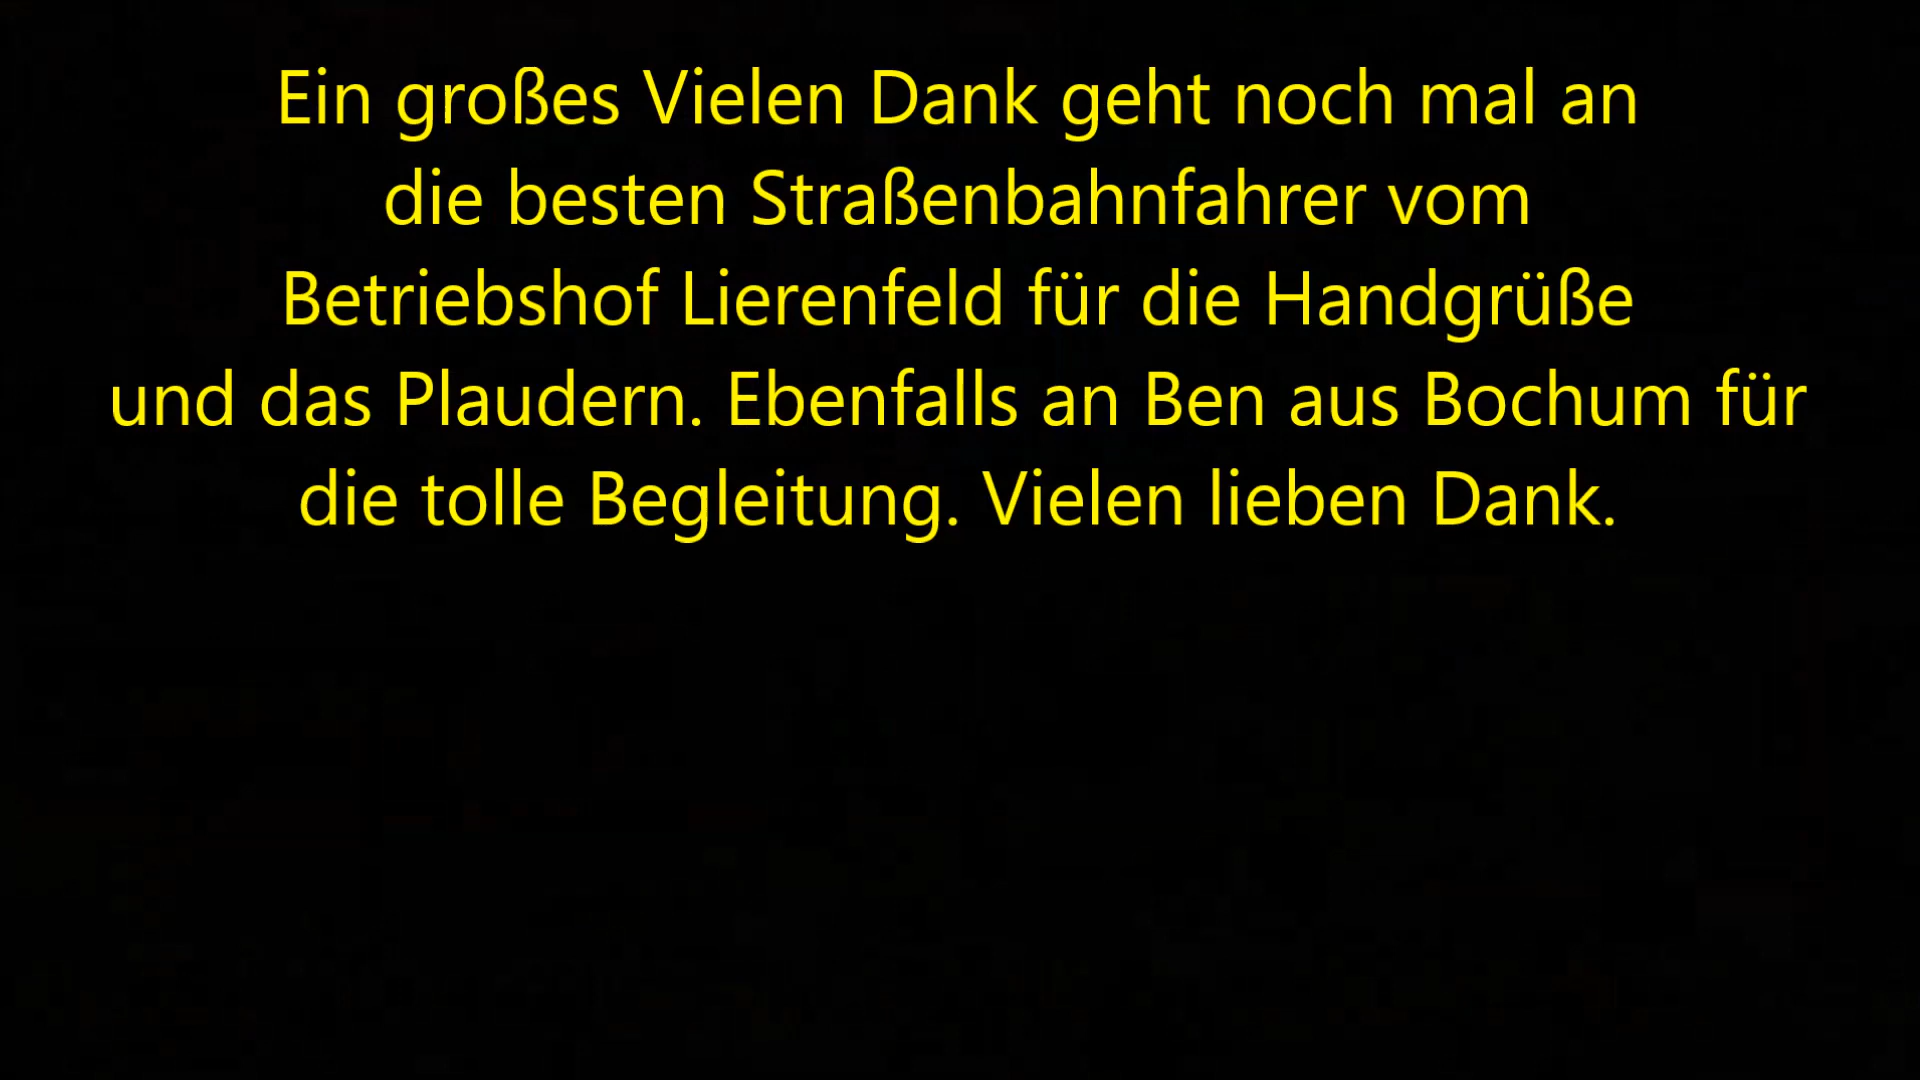 Ein großes Vielen Dank geht noch mal an
die besten Straßenbahnfahrer vom
Betriebshof Lierenfeld für die Handgrüße
und das Plaudern. Ebenfalls an Ben aus Bochum für
die tolle Begleitung. Vielen lieben Dank.